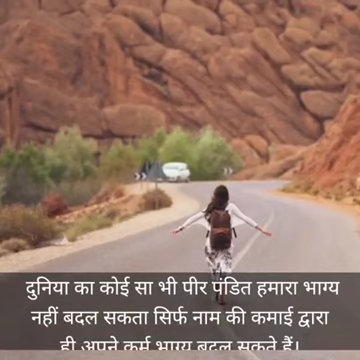 दुनिया का कोई सा भी पीर पंडित हमारा भाग्य
नहीं बदल सकता सिर्फ नाम की कमाई द्वारा
ही अपने कर्म भाग्य बदल सकते हैं।